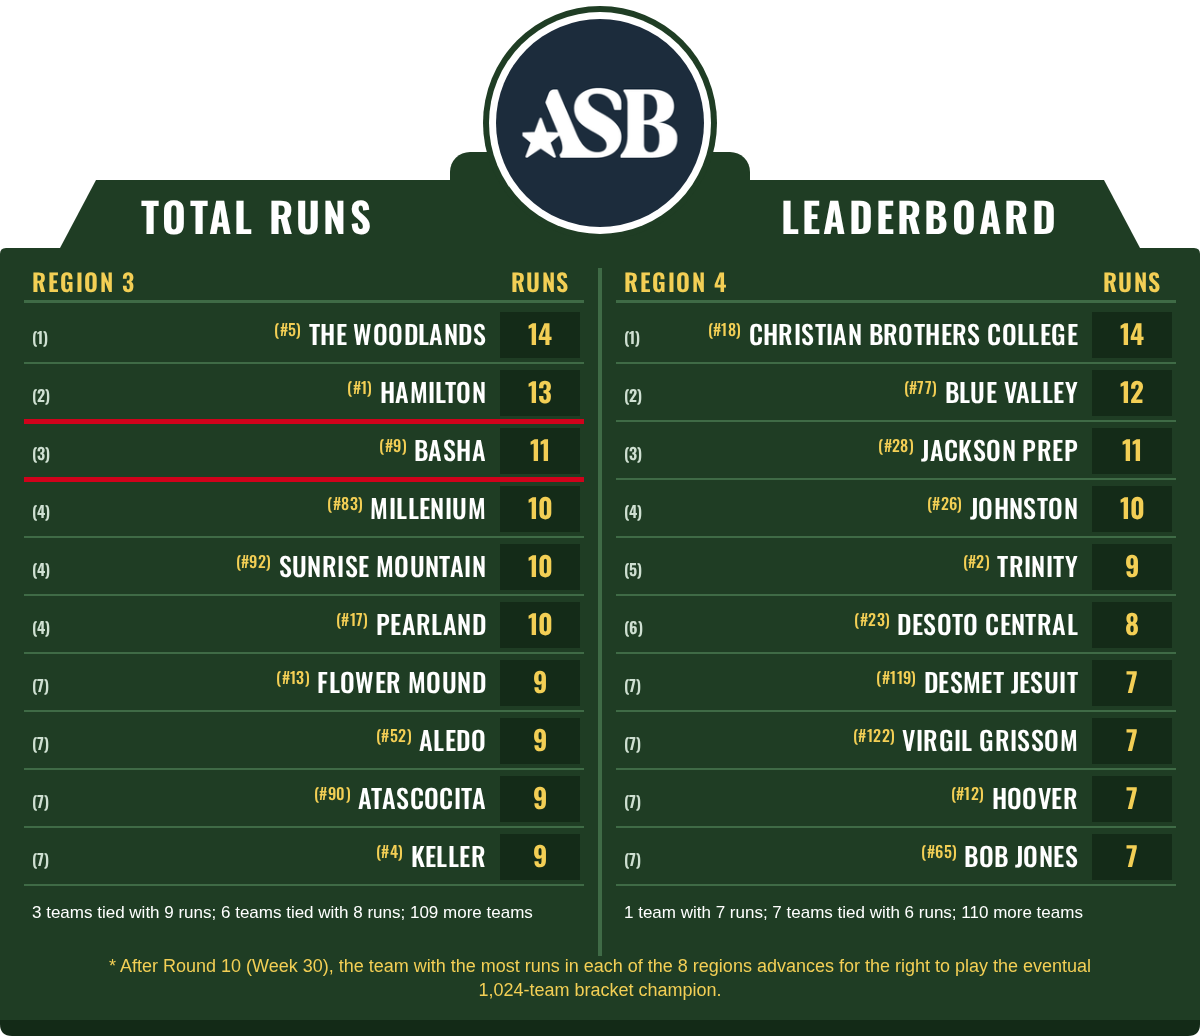 ASB
TOTAL RUNS
LEADERBOARD
REGION 3 RUNS
(1) (#5) THE WOODLANDS 14
(2) (#1) HAMILTON 13
(3) (#9) BASHA 11
(4) (#83) MILLENIUM 10
(4) (#92) SUNRISE MOUNTAIN 10
(4) (#17) PEARLAND 10
(7) (#13) FLOWER MOUND 9
(7) (#52) ALEDO 9
(7) (#90) ATASCOCITA 9
(7) (#4) KELLER 9
3 teams tied with 9 runs; 6 teams tied with 8 runs; 109 more teams
REGION 4 RUNS
(1) (#18) CHRISTIAN BROTHERS COLLEGE 14
(2) (#77) BLUE VALLEY 12
(3) (#28) JACKSON PREP 11
(4) (#26) JOHNSTON 10
(5) (#2) TRINITY 9
(6) (#23) DESOTO CENTRAL 8
(7) (#119) DESMET JESUIT 7
(7) (#122) VIRGIL GRISSOM 7
(7) (#12) HOOVER 7
(7) (#65) BOB JONES 7
1 team with 7 runs; 7 teams tied with 6 runs; 110 more teams
* After Round 10 (Week 30), the team with the most runs in each of the 8 regions advances for the right to play the eventual
1,024-team bracket champion.